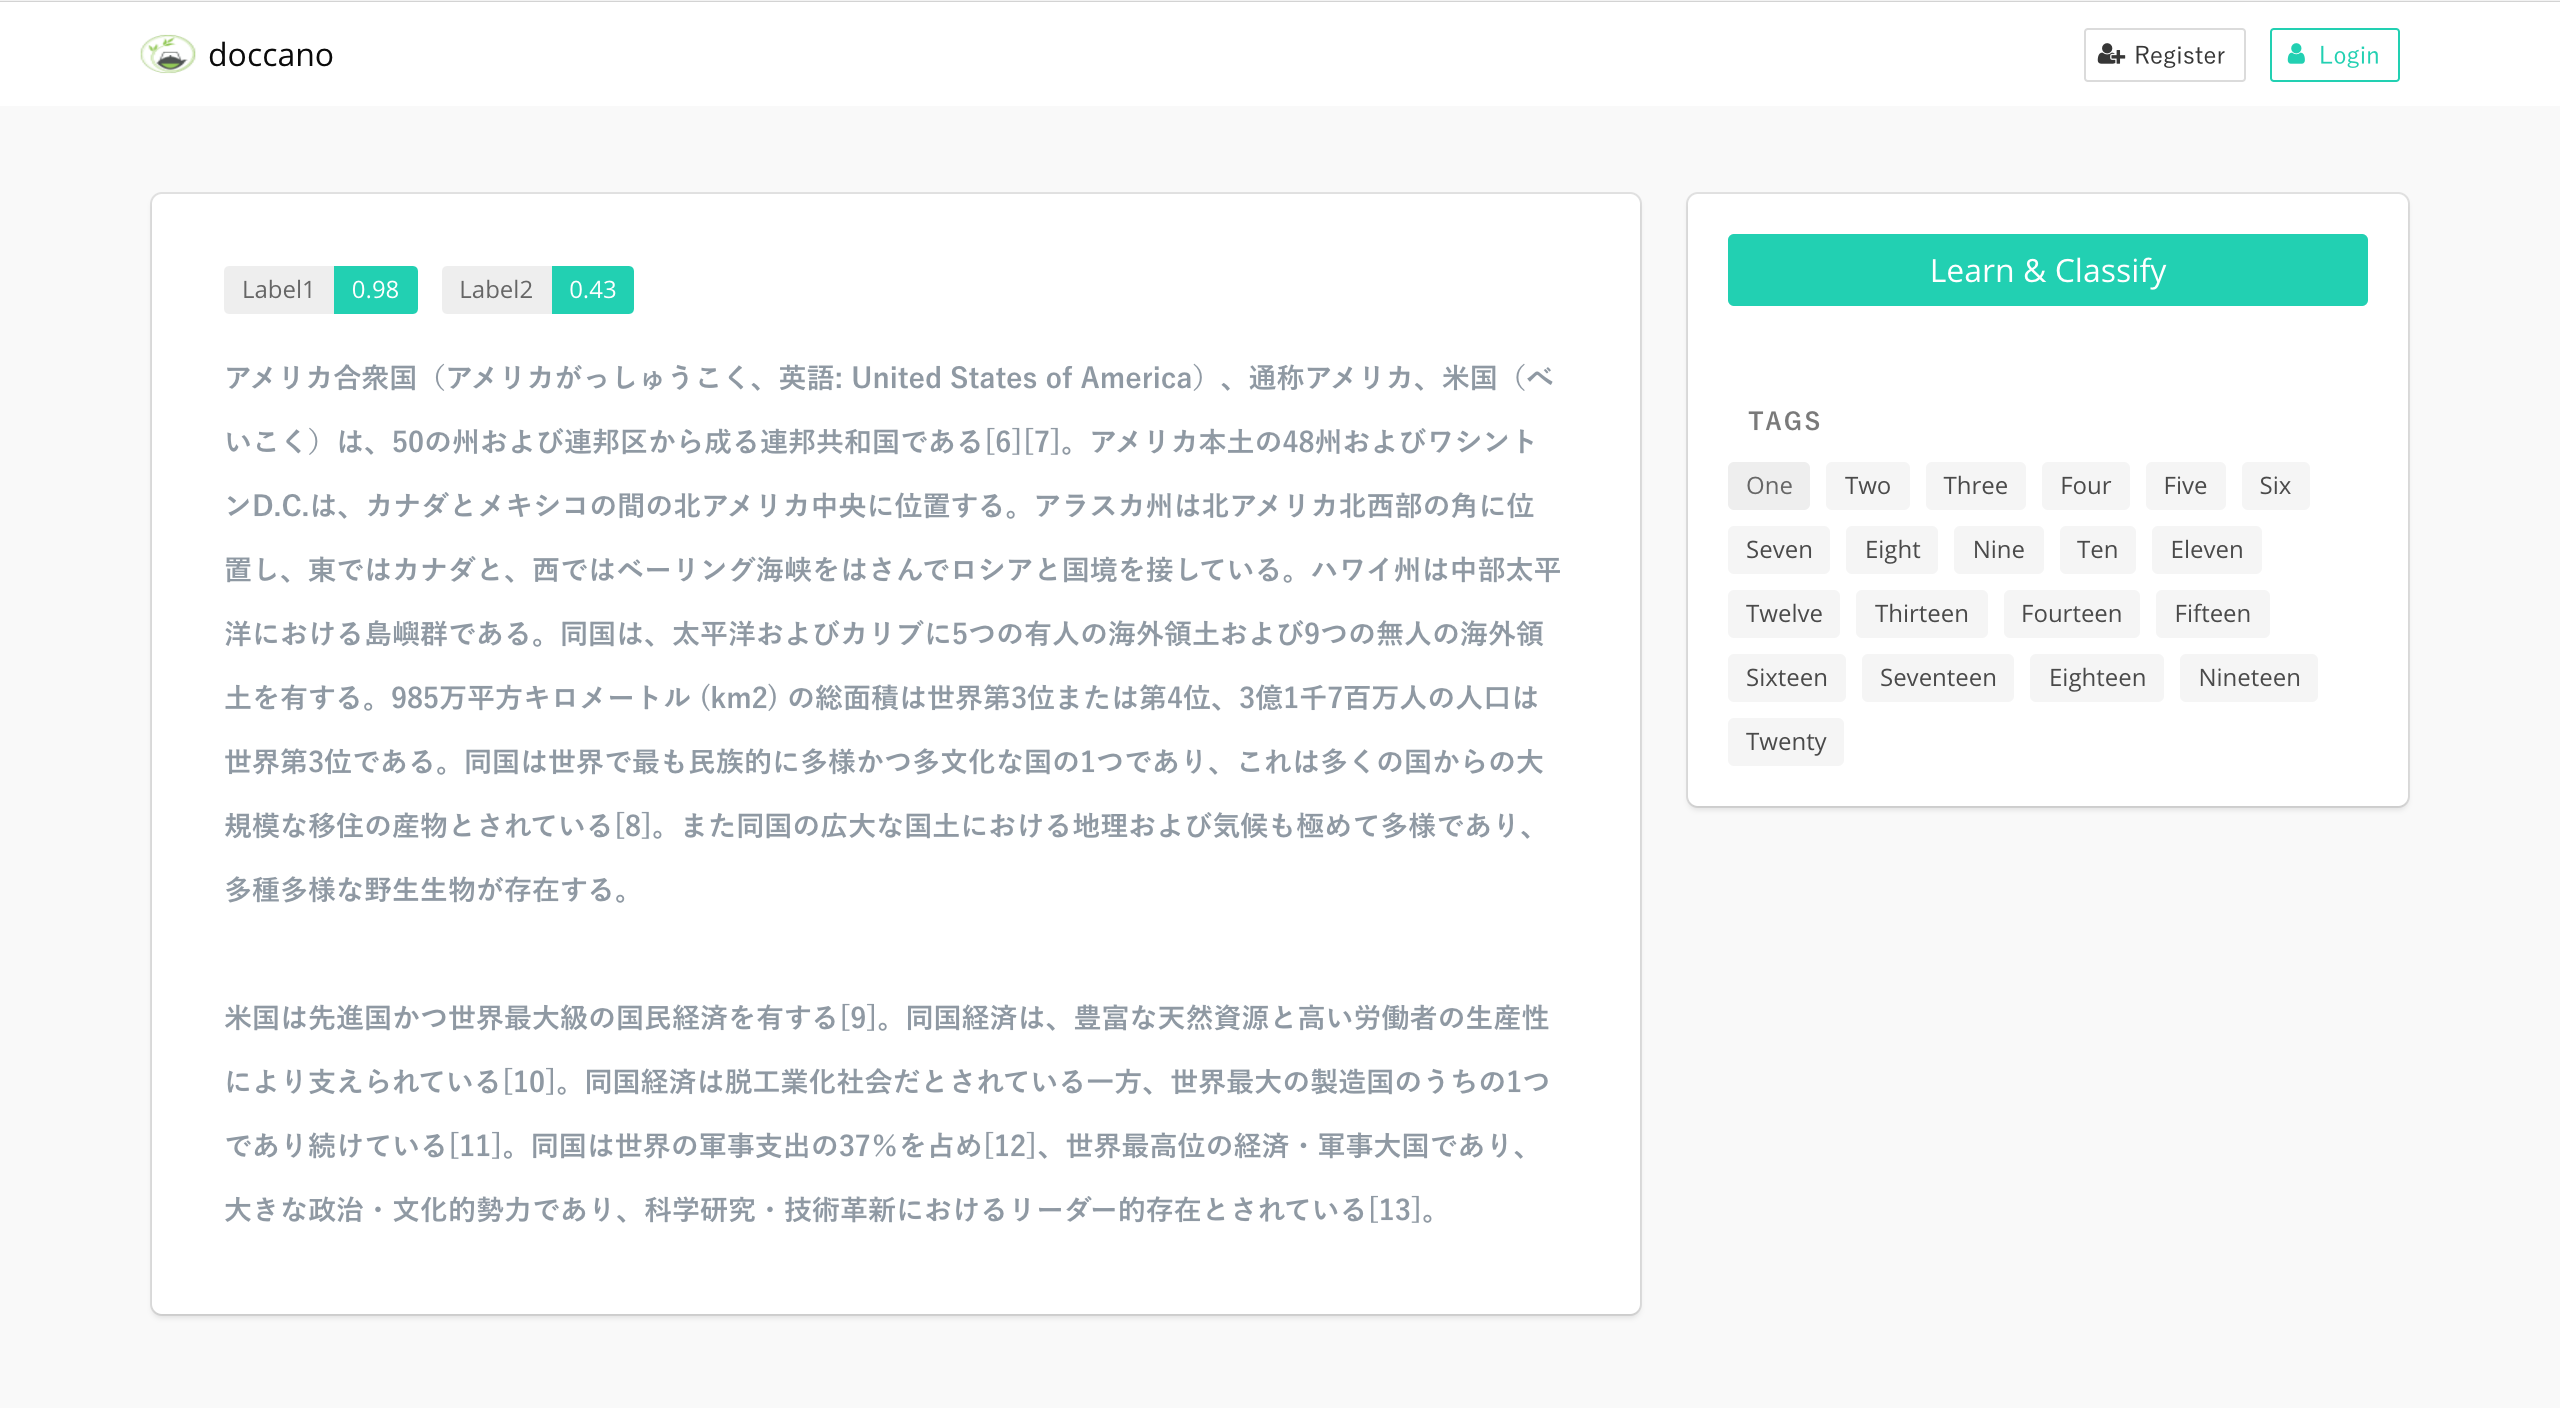 doccano
Register
Login
Label1 0.98 Label2 0.43
アメリカ合衆国（アメリカがっしゅうこく、英語: United States of America）、通称アメリカ、米国（べ
いこく）は、50の州および連邦区から成る連邦共和国である[6][7]。アメリカ本土の48州およびワシント
ンD.C.は、カナダとメキシコの間の北アメリカ中央に位置する。アラスカ州は北アメリカ北西部の角に位
置し、東ではカナダと、西ではベーリング海峡をはさんでロシアと国境を接している。ハワイ州は中部太平
洋における島嶼群である。同国は、太平洋およびカリブに5つの有人の海外領土および9つの無人の海外領
土を有する。985万平方キロメートル (km2) の総面積は世界第3位または第4位、3億1千7百万人の人口は
世界第3位である。同国は世界で最も民族的に多様かつ多文化な国の1つであり、これは多くの国からの大
規模な移住の産物とされている[8]。また同国の広大な国土における地理および気候も極めて多様であり、
多種多様な野生生物が存在する。
米国は先進国かつ世界最大級の国民経済を有する[9]。同国経済は、豊富な天然資源と高い労働者の生産性
により支えられている[10]。同国経済は脱工業化社会だとされている一方、世界最大の製造国のうちの1つ
であり続けている[11]。同国は世界の軍事支出の37%を占め[12]、世界最高位の経済・軍事大国であり、
大きな政治・文化的勢力であり、科学研究・技術革新におけるリーダー的存在とされている[13]。
Learn & Classify
TAGS
One Two Three Four Five Six
Seven Eight Nine Ten Eleven
Twelve Thirteen Fourteen Fifteen
Sixteen Seventeen Eighteen Nineteen
Twenty